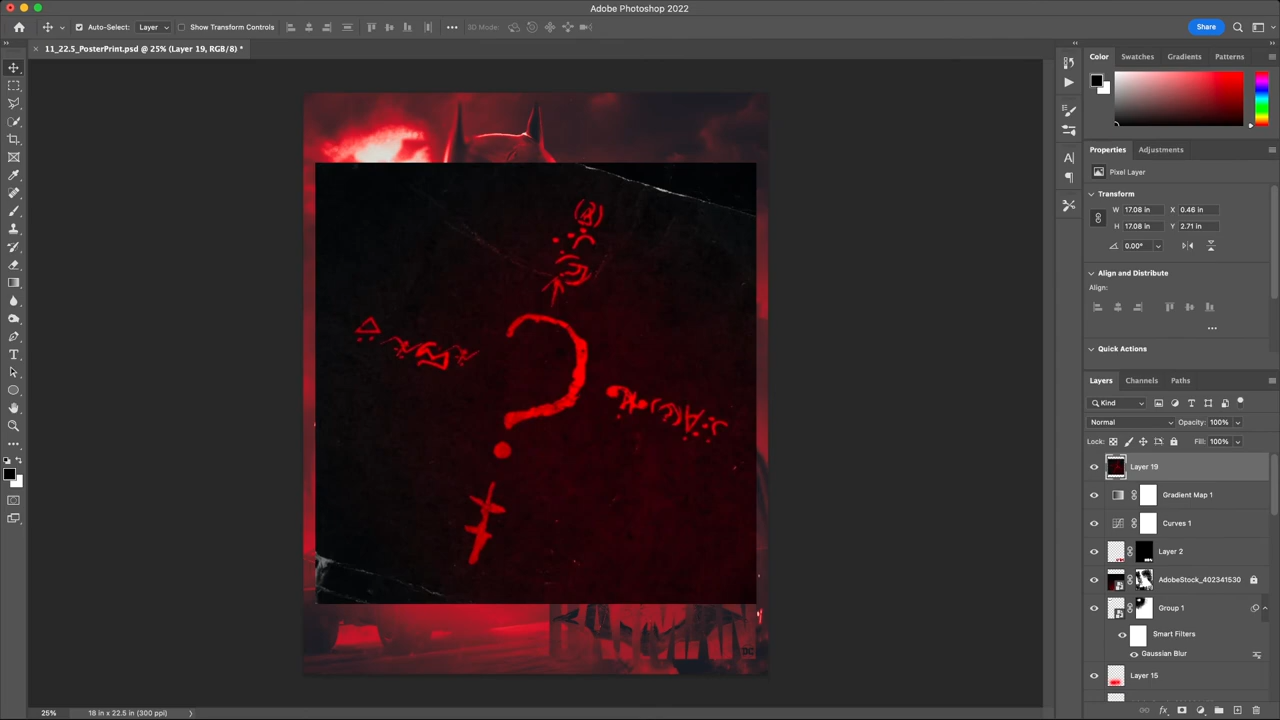 Adobe Photoshop 2022
Auto-Select: Layer Show Transform Controls 3D Mode: Share
11_22.5_PosterPrint.psd @ 25% (Layer 19, RGB/8) *
Color Swatches Gradients Patterns
Properties Adjustments
Pixel Layer
Transform
W 17.08 in X 0.46 in
H 17.08 in Y 2.71 in
0.00°
Align and Distribute
Align:
Quick Actions
Layers Channels Paths
Kind
Normal Opacity: 100%
Lock: Fill: 100%
Layer 19
Gradient Map 1
Curves 1
Layer 2
AdobeStock_402341530
Group 1
Smart Filters
Gaussian Blur
Layer 15
?
BATMAN
DC
25% 18 in x 22.5 in (300 ppi)